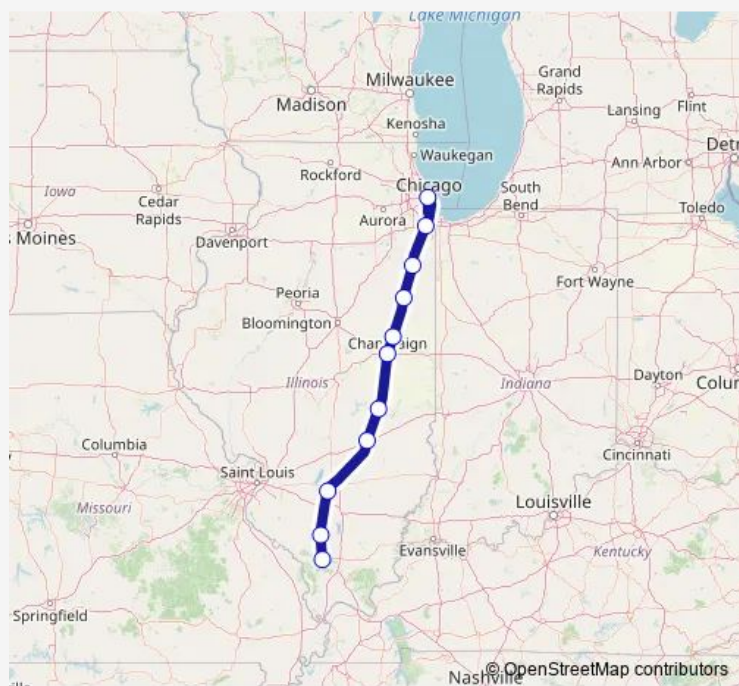 Lake Michigan
Grand
Rapids
Milwaukee
Madison
Lansing
Flint
Kenosha
Waukegan
Ann Arbor
Rockford
Iowa
Cedar
Rapids
Chicago
South
Bend
Aurora
Toledo
Davenport
s Moines
Fort Wayne
Peoria
Bloomington
Illinois
Indiana
Dayton
Columbia
Saint Louis
Cincinnati
Missouri
Louisville
Evansville
Kentucky
Springfield
Nashville
© OpenStreetMap contributors